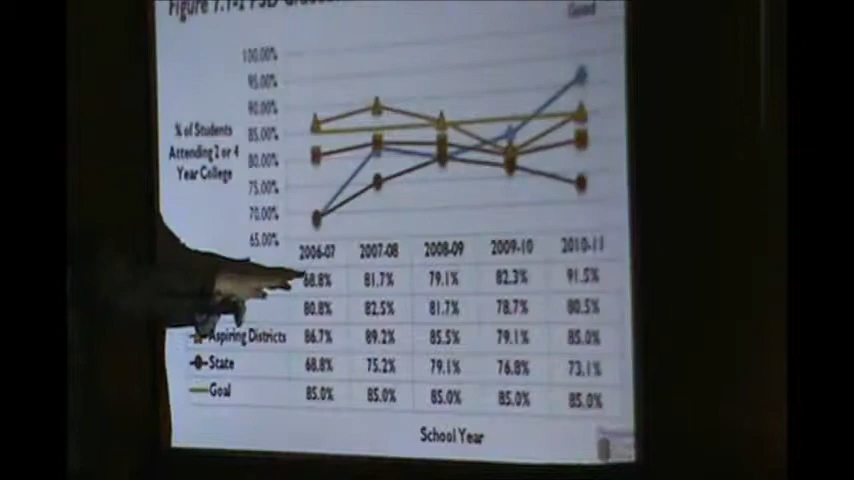 Figure 7.1-2 PSD
Good
100.00%
95.00%
90.00%
85.00%
80.00%
75.00%
70.00%
65.00%
% of Students
Attending 2 or 4
Year College
2006-07 2007-08 2008-09 2009-10 2010-11
68.8% 81.7% 79.1% 82.3% 91.5%
80.8% 82.5% 81.7% 78.7% 80.5%
Aspiring Districts 86.7% 89.2% 85.5% 79.1% 85.0%
State 68.8% 75.2% 79.1% 76.8% 73.1%
Goal 85.0% 85.0% 85.0% 85.0% 85.0%
School Year